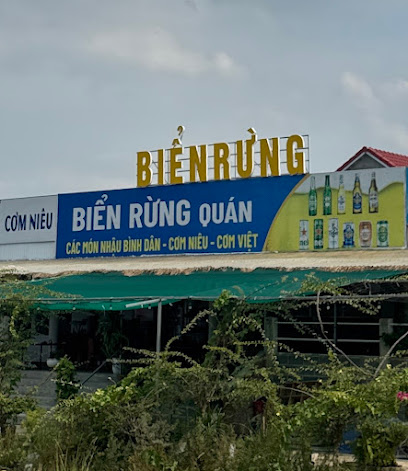 BIỂN RỪNG
CƠM NIÊU
BIỂN RỪNG QUÁN
CÁC MÓN NHẬU BÌNH DÂN - CƠM NIÊU - CƠM VIỆT